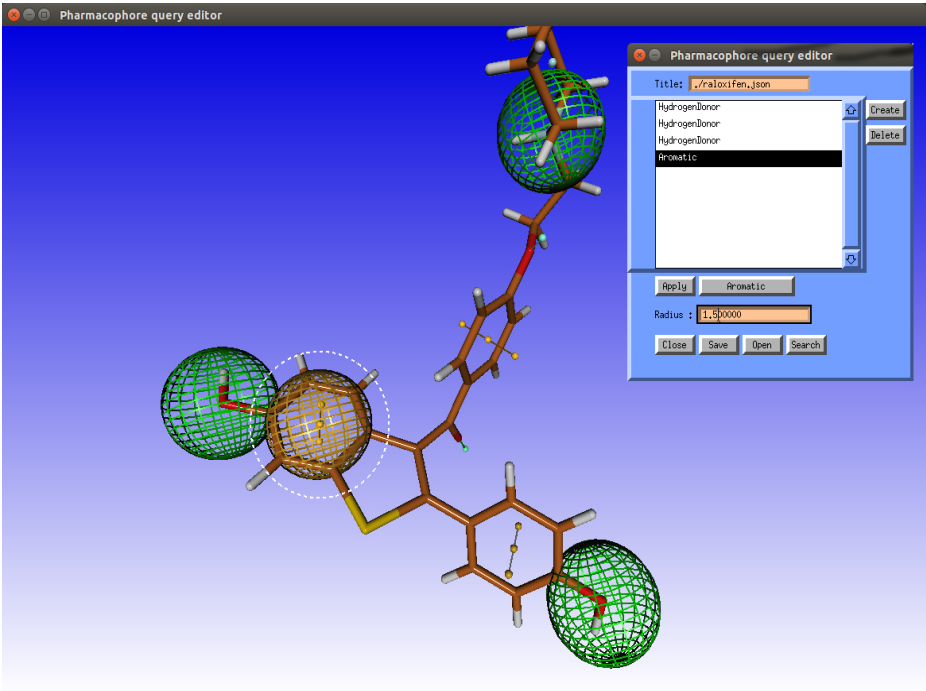 Pharmacophore query editor
Pharmacophore query editor
Title: ./raloxifen.json
HydrogenDonor
HydrogenDonor
HydrogenDonor
Aromatic
Create
Delete
Apply Aromatic
Radius : 1.500000
Close Save Open Search